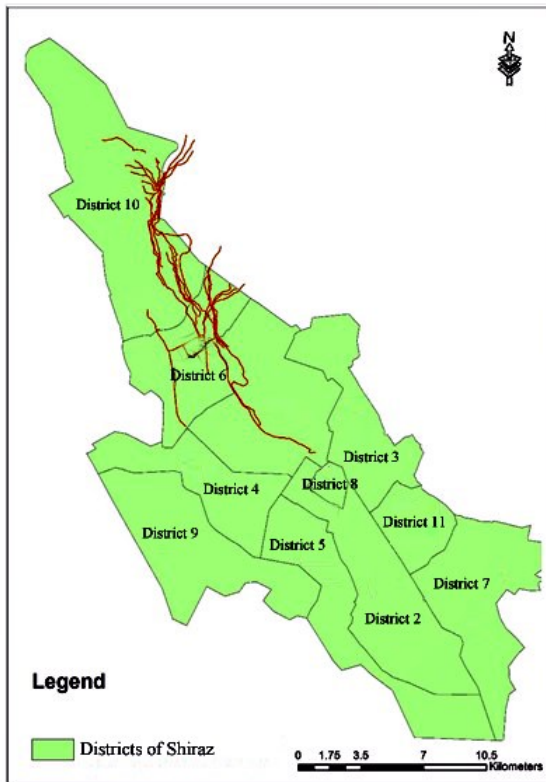 N
District 10
District 6
District 3
District 8
District 4
District 11
District 9
District 5
District 7
District 2
Legend
Districts of Shiraz
0 1.75 3.5 7 10.5
Kilometers